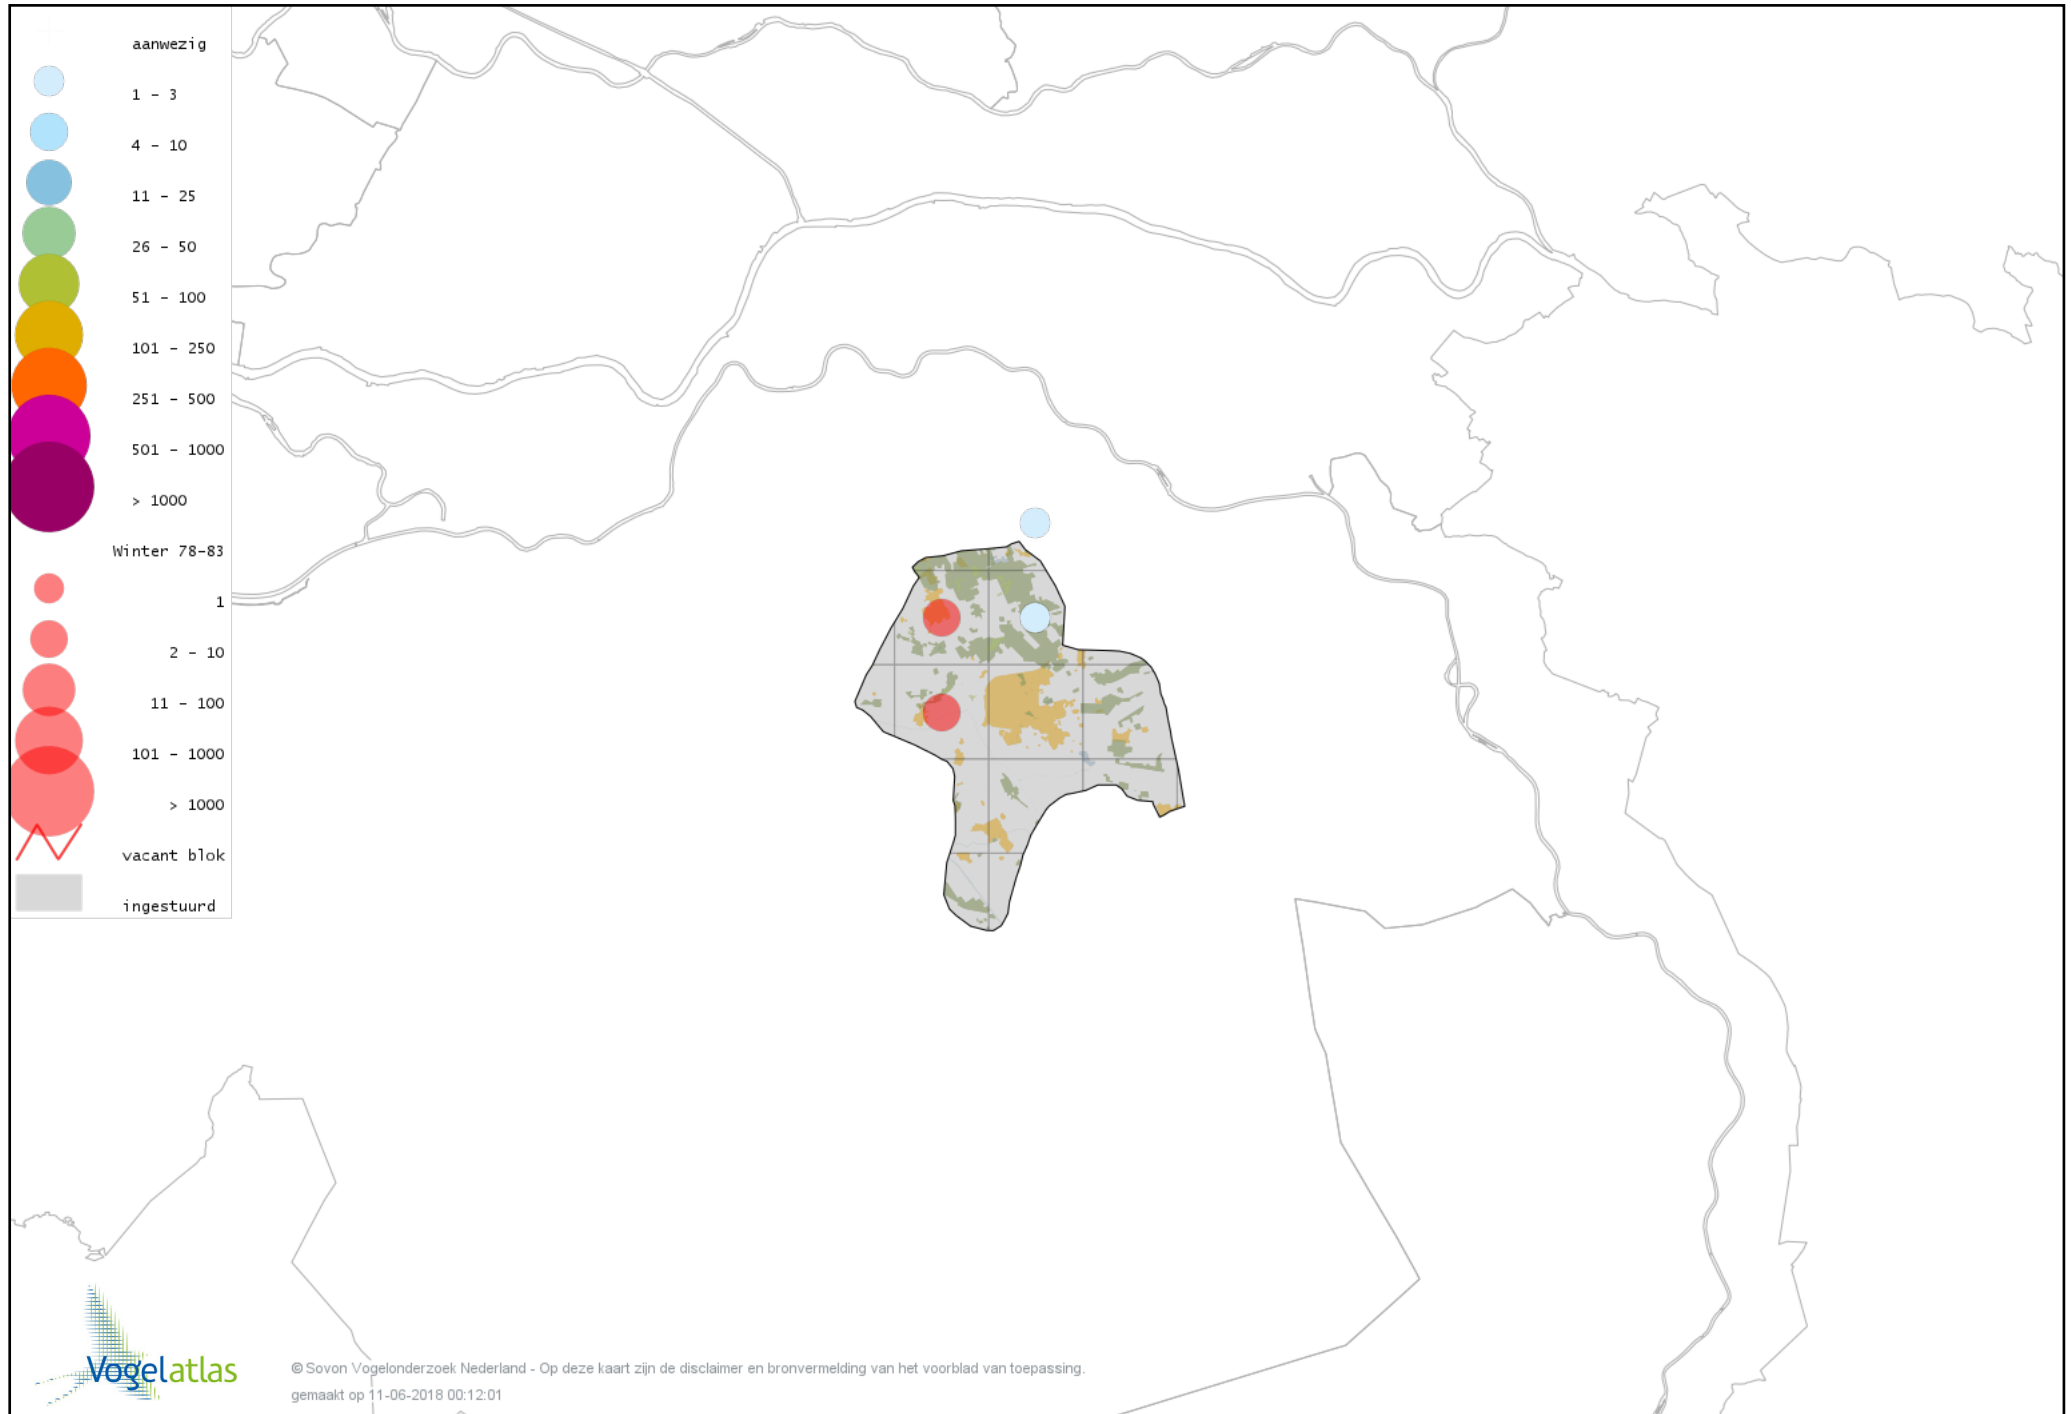 aanwezig
1 - 3
4 - 10
11 - 25
26 - 50
51 - 100
101 - 250
251 - 500
501 - 1000
> 1000
Winter 78-83
1
2 - 10
11 - 100
101 - 1000
> 1000
vacant blok
ingestuurd
Vogelatlas
© Sovon Vogelonderzoek Nederland - Op deze kaart zijn de disclaimer en bronvermelding van het voorblad van toepassing.
gemaakt op 11-06-2018 00:12:01